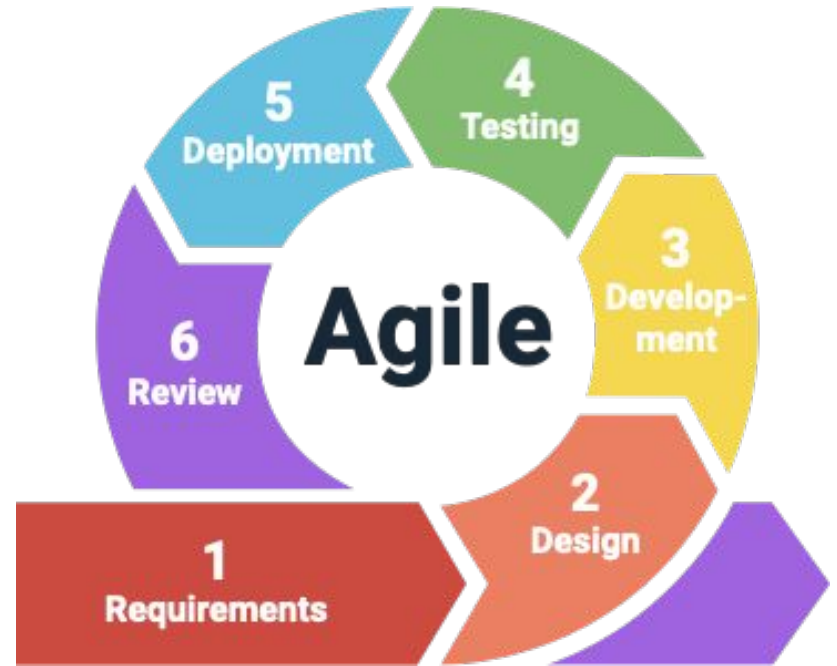 5
Deployment
4
Testing
3
Develop-
ment
Agile
6
Review
2
Design
1
Requirements